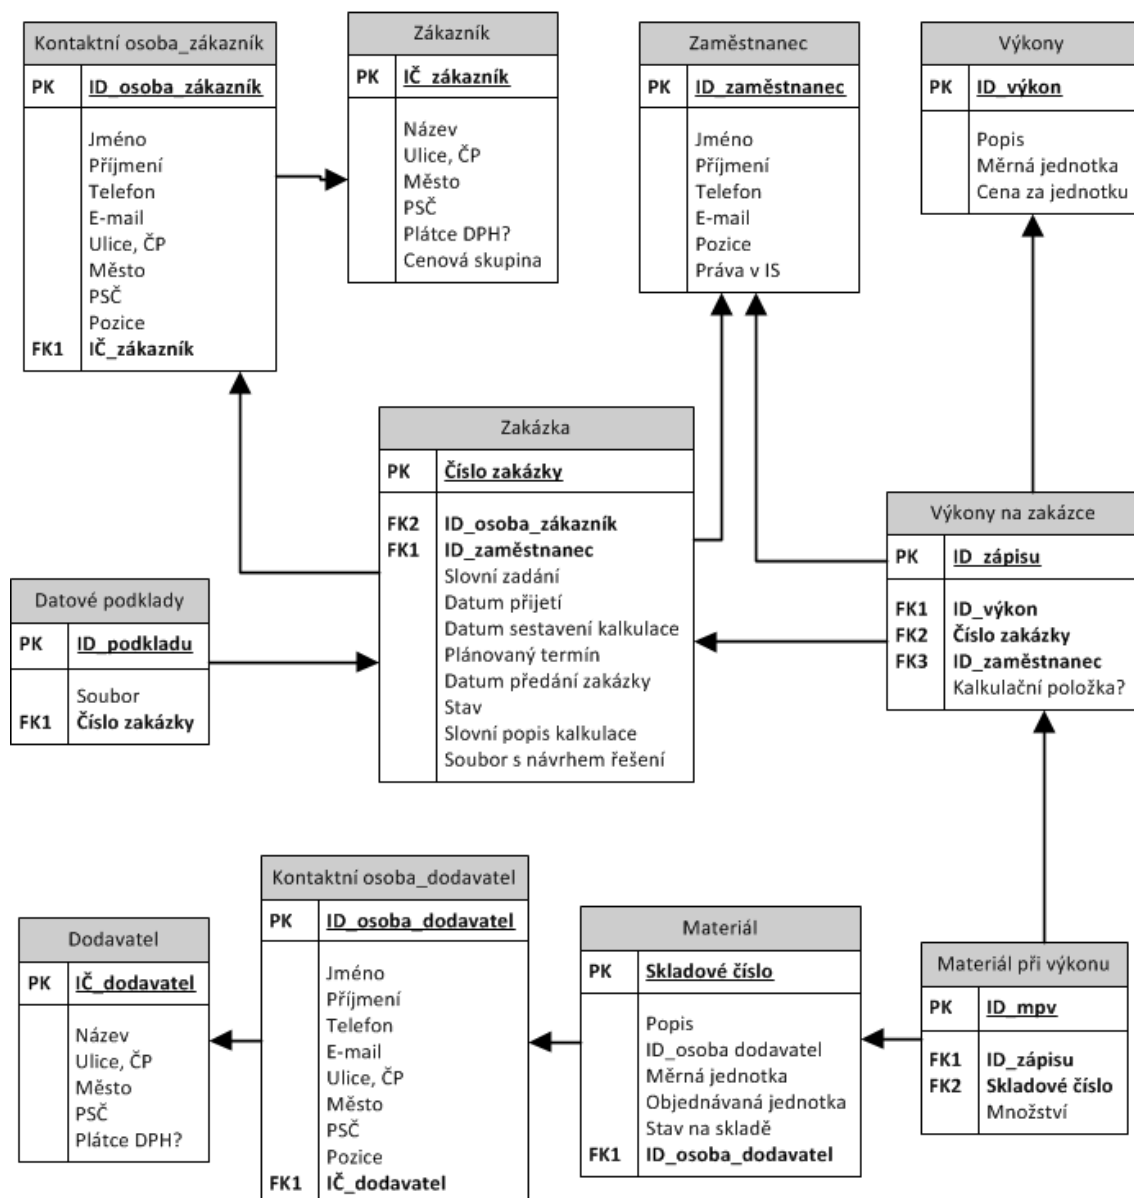 Kontaktní osoba_zákazník
PK ID_osoba_zákazník
Jméno
Příjmení
Telefon
E-mail
Ulice, ČP
Město
PSČ
Pozice
FK1 IČ_zákazník
Zákazník
PK IČ_zákazník
Název
Ulice, ČP
Město
PSČ
Plátce DPH?
Cenová skupina
Zaměstnanec
PK ID_zaměstnanec
Jméno
Příjmení
Telefon
E-mail
Pozice
Práva v IS
Výkony
PK ID_výkon
Popis
Měrná jednotka
Cena za jednotku
Zakázka
PK Číslo zakázky
FK2 ID_osoba_zákazník
FK1 ID_zaměstnanec
Slovní zadání
Datum přijetí
Datum sestavení kalkulace
Plánovaný termín
Datum předání zakázky
Stav
Slovní popis kalkulace
Soubor s návrhem řešení
Výkony na zakázce
PK ID_zápisu
FK1 ID_výkon
FK2 Číslo zakázky
FK3 ID_zaměstnanec
Kalkulační položka?
Datové podklady
PK ID_podkladu
Soubor
FK1 Číslo zakázky
Dodavatel
PK IČ_dodavatel
Název
Ulice, ČP
Město
PSČ
Plátce DPH?
Kontaktní osoba_dodavatel
PK ID_osoba_dodavatel
Jméno
Příjmení
Telefon
E-mail
Ulice, ČP
Město
PSČ
Pozice
FK1 IČ_dodavatel
Materiál
PK Skladové číslo
Popis
ID_osoba dodavatel
Měrná jednotka
Objednávaná jednotka
Stav na skladě
FK1 ID_osoba_dodavatel
Materiál při výkonu
PK ID_mpv
FK1 ID_zápisu
FK2 Skladové číslo
Množství